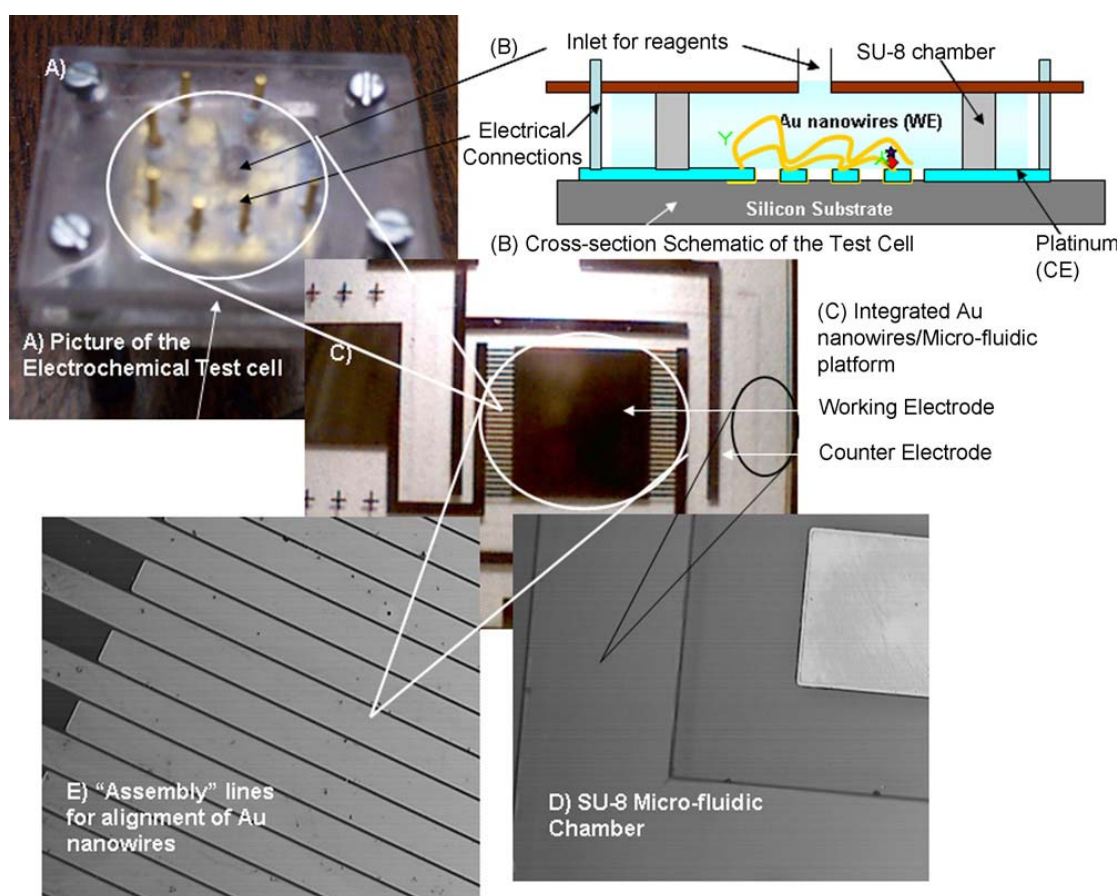 A)
(B)
Inlet for reagents
SU-8 chamber
Electrical
Connections
Au nanowires (WE)
Silicon Substrate
(B) Cross-section Schematic of the Test Cell
Platinum
(CE)
A) Picture of the
Electrochemical Test cell
C)
(C) Integrated Au
nanowires/Micro-fluidic
platform
Working Electrode
Counter Electrode
E) “Assembly” lines
for alignment of Au
nanowires
D) SU-8 Micro-fluidic
Chamber